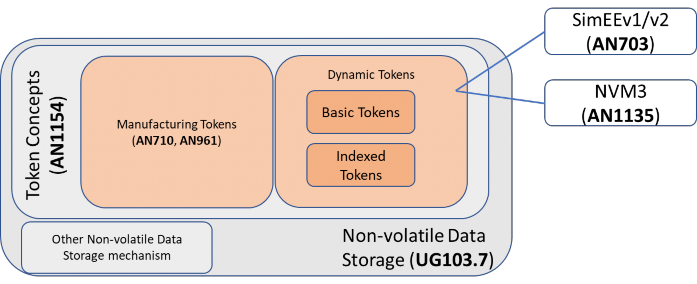 SimEEv1/v2
(AN703)
NVM3
(AN1135)
Token Concepts
(AN1154)
Manufacturing Tokens
(AN710, AN961)
Dynamic Tokens
Basic Tokens
Indexed
Tokens
Other Non-volatile Data
Storage mechanism
Non-volatile Data
Storage (UG103.7)